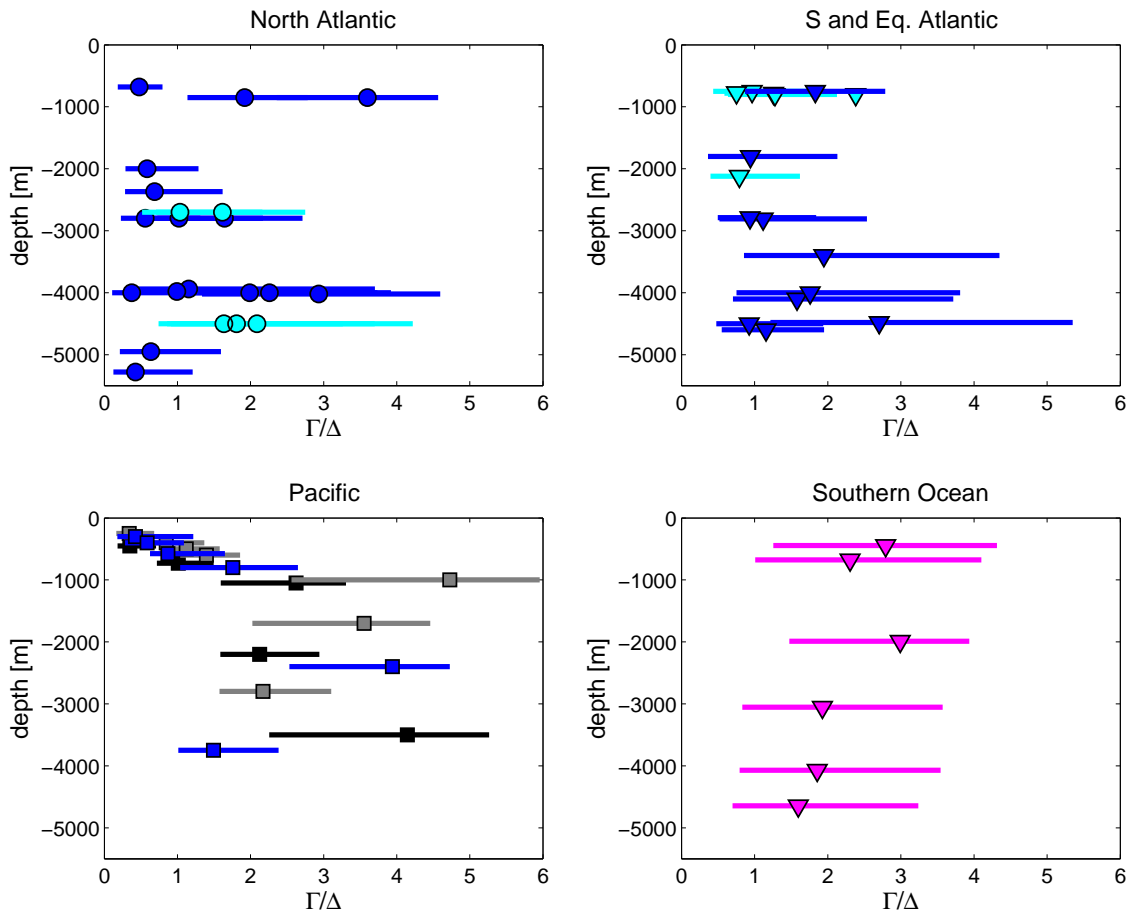 North Atlantic
0
−1000
−2000
−3000
−4000
−5000
depth [m]
0 1 2 3 4 5 6
Γ/Δ
S and Eq. Atlantic
0
−1000
−2000
−3000
−4000
−5000
depth [m]
0 1 2 3 4 5 6
Γ/Δ
Pacific
0
−1000
−2000
−3000
−4000
−5000
depth [m]
0 1 2 3 4 5 6
Γ/Δ
Southern Ocean
0
−1000
−2000
−3000
−4000
−5000
depth [m]
0 1 2 3 4 5 6
Γ/Δ